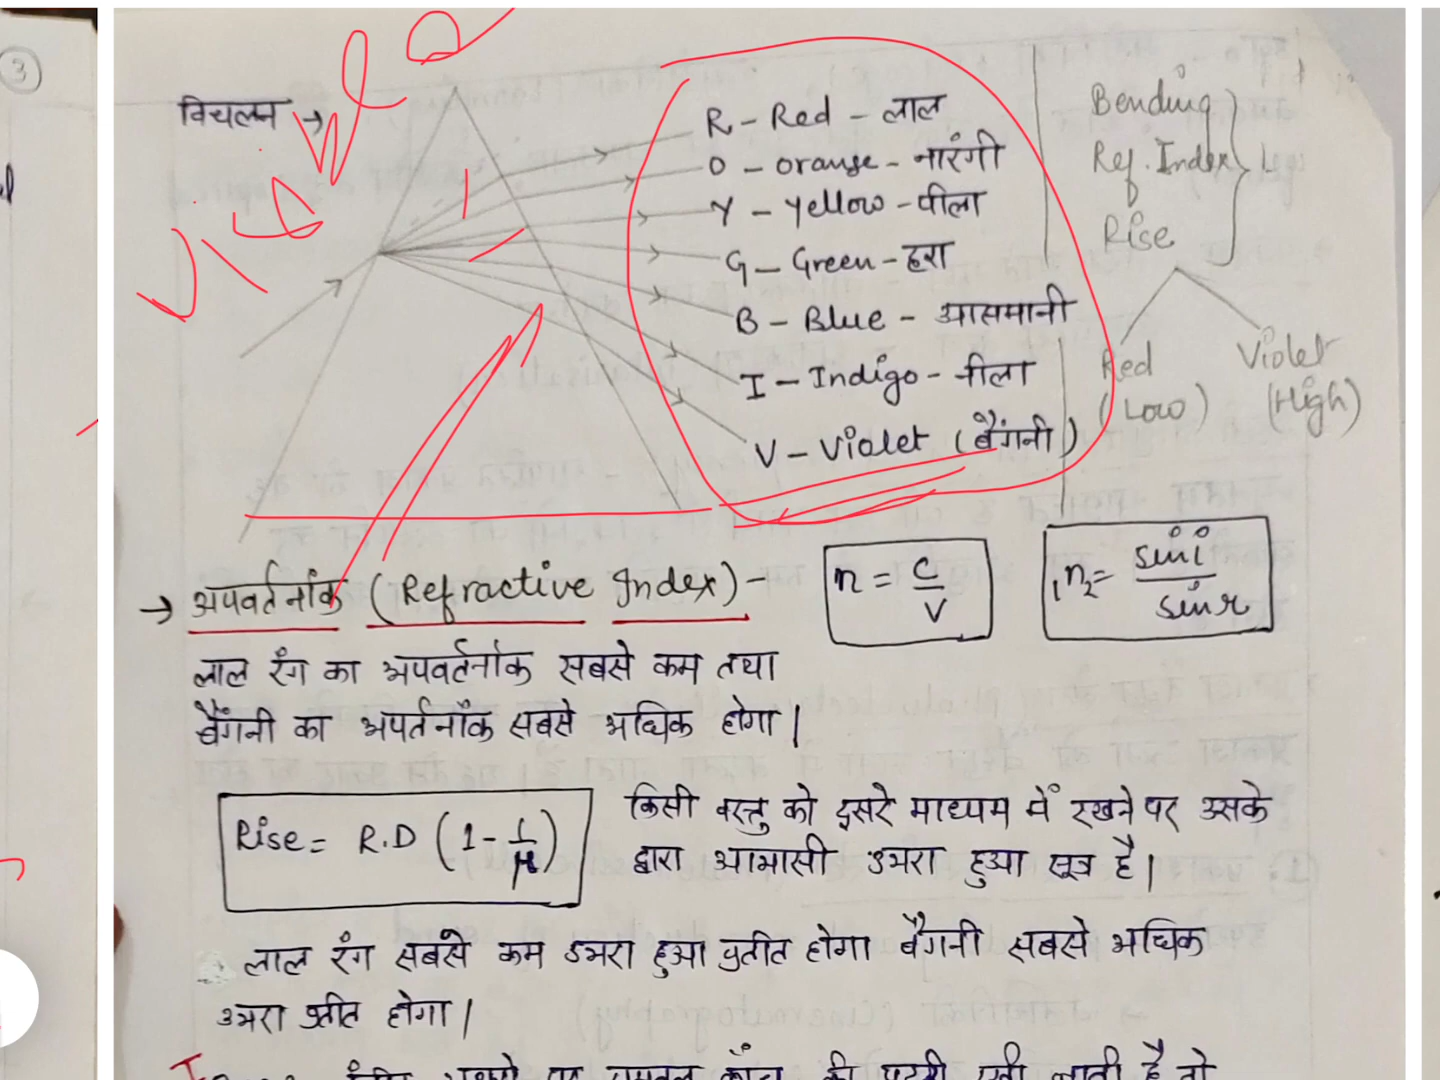 3
विचलन →
R - Red - लाल
O - orange - नारंगी
Y - Yellow - पीला
G - Green - हरा
B - Blue - आसमानी
I - Indigo - नीला
V - Violet (बैंगनी)
Bending
Ref. Index
Rise
Red
(Low)
Violet
(High)
→ अपवर्तनांक (Refractive Index) -
n = c/v
₁n₂ = sin i / sin r
लाल रंग का अपवर्तनांक सबसे कम तथा
बैंगनी का अपर्तनाँक सबसे अधिक होगा।
Rise = R.D (1 - 1/μ)
किसी वस्तु को दूसरे माध्यम में रखने पर उसके
द्वारा आभासी उभरा हुआ सूत्र है।
लाल रंग सबसे कम उभरा हुआ प्रतीत होगा बैंगनी सबसे अधिक
उभरा प्रतीत होगा।